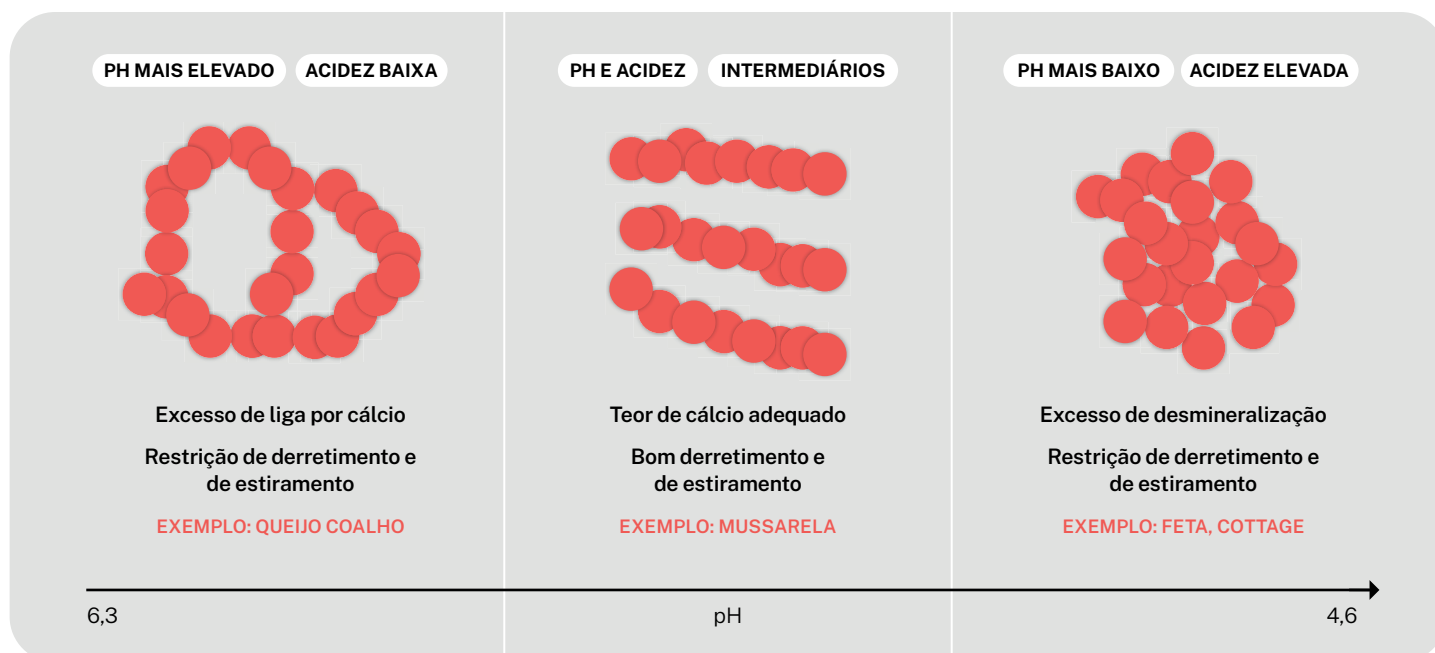 PH MAIS ELEVADO
ACIDEZ BAIXA
Excesso de liga por cálcio
Restrição de derretimento e
de estiramento
EXEMPLO: QUEIJO COALHO
PH E ACIDEZ
INTERMEDIÁRIOS
Teor de cálcio adequado
Bom derretimento e
de estiramento
EXEMPLO: MUSSARELA
PH MAIS BAIXO
ACIDEZ ELEVADA
Excesso de desmineralização
Restrição de derretimento e
de estiramento
EXEMPLO: FETA, COTTAGE
6,3
pH
4,6